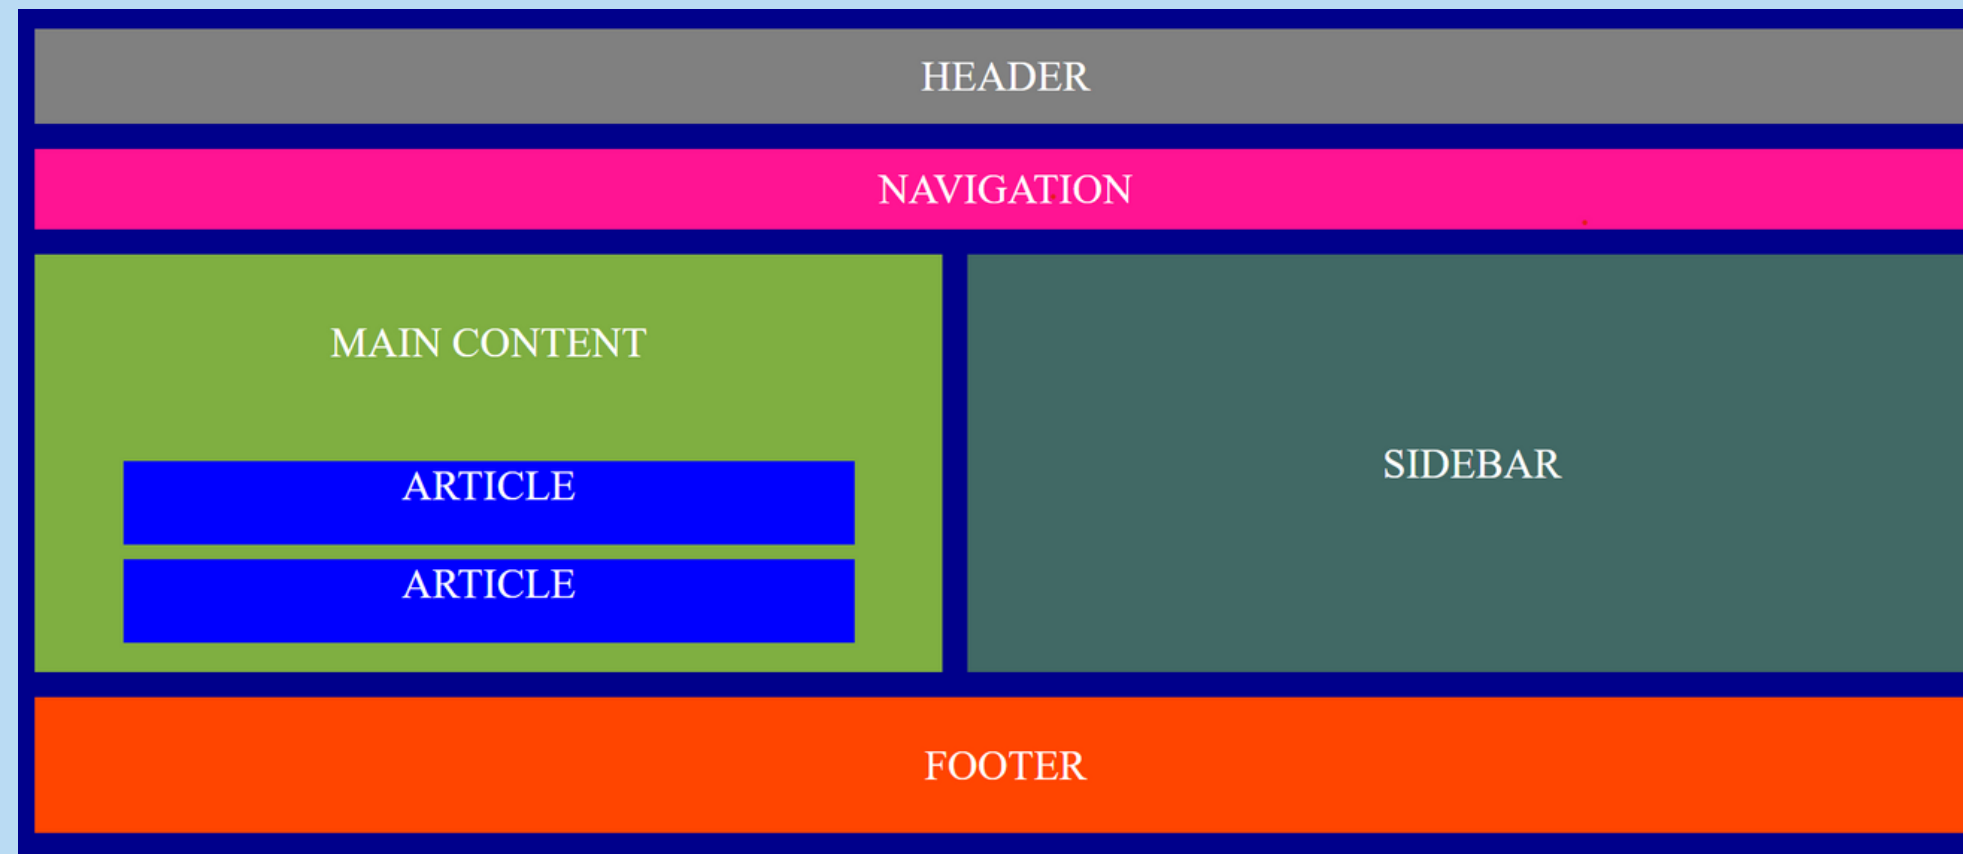 HEADER
NAVIGATION
MAIN CONTENT
ARTICLE
ARTICLE
SIDEBAR
FOOTER